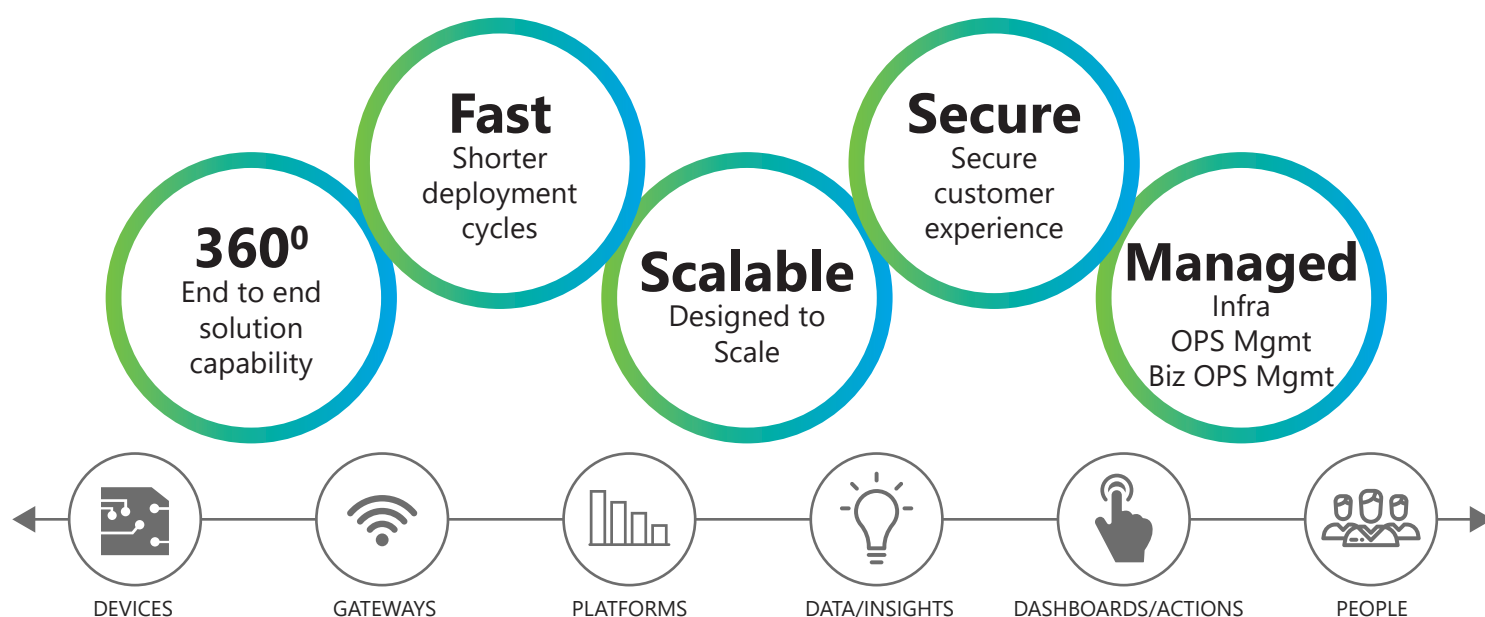 360⁰
End to end
solution
capability
Fast
Shorter
deployment
cycles
Scalable
Designed to
Scale
Secure
Secure
customer
experience
Managed
Infra
OPS Mgmt
Biz OPS Mgmt
DEVICES
GATEWAYS
PLATFORMS
DATA/INSIGHTS
DASHBOARDS/ACTIONS
PEOPLE